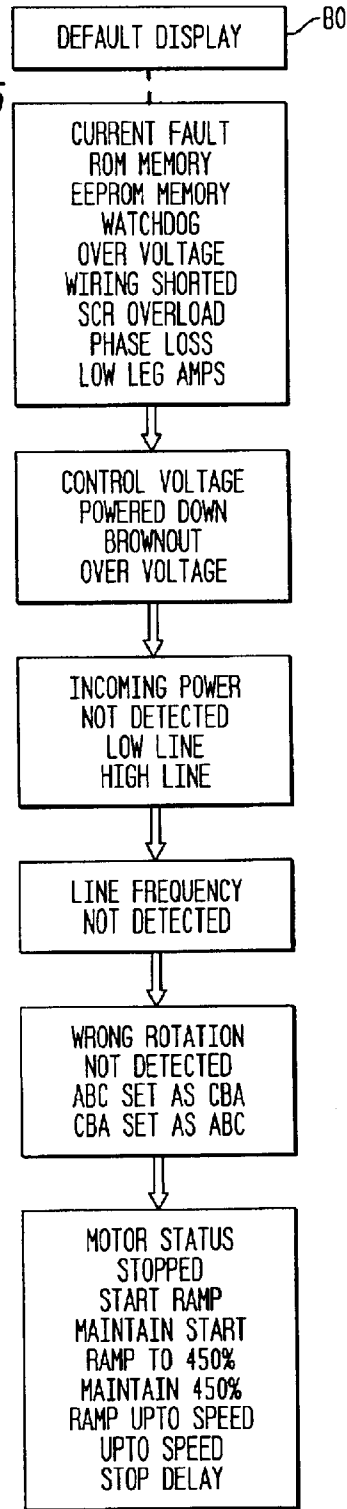 DEFAULT DISPLAY
80
5
CURRENT FAULT
ROM MEMORY
EEPROM MEMORY
WATCHDOG
OVER VOLTAGE
WIRING SHORTED
SCR OVERLOAD
PHASE LOSS
LOW LEG AMPS
CONTROL VOLTAGE
POWERED DOWN
BROWNOUT
OVER VOLTAGE
INCOMING POWER
NOT DETECTED
LOW LINE
HIGH LINE
LINE FREQUENCY
NOT DETECTED
WRONG ROTATION
NOT DETECTED
ABC SET AS CBA
CBA SET AS ABC
MOTOR STATUS
STOPPED
START RAMP
MAINTAIN START
RAMP TO 450%
MAINTAIN 450%
RAMP UPTO SPEED
UPTO SPEED
STOP DELAY